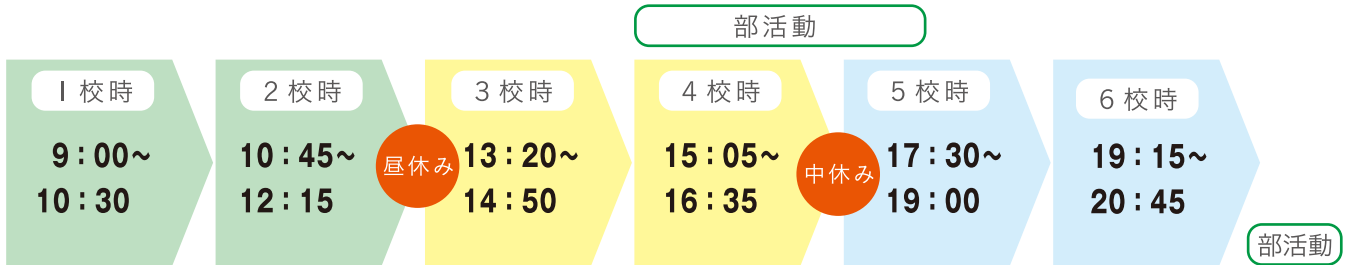 部活動
1校時
9：00~
10：30
2校時
10：45~
12：15
昼休み
3校時
13：20~
14：50
4校時
15：05~
16：35
中休み
5校時
17：30~
19：00
6校時
19：15~
20：45
部活動